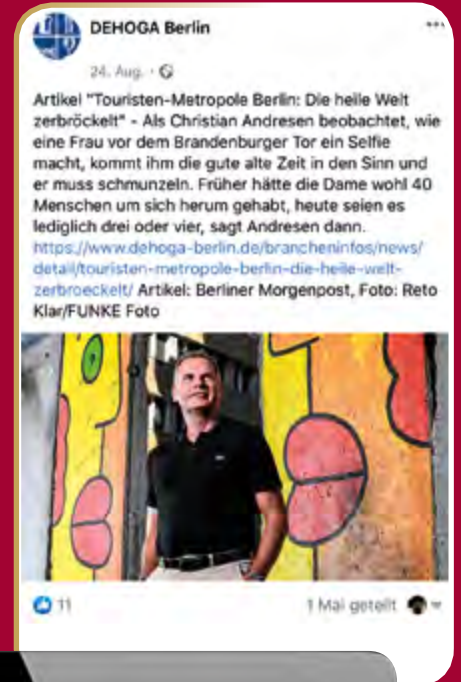 DEHOGA Berlin
24. Aug. ·
Artikel "Touristen-Metropole Berlin: Die heile Welt
zerbröckelt" - Als Christian Andresen beobachtet, wie
eine Frau vor dem Brandenburger Tor ein Selfie
macht, kommt ihm die gute alte Zeit in den Sinn und
er muss schmunzeln. Früher hätte die Dame wohl 40
Menschen um sich herum gehabt, heute seien es
lediglich drei oder vier, sagt Andresen dann.
https://www.dehoga-berlin.de/brancheninfos/news/
detail/touristen-metropole-berlin-die-heile-welt-
zerbroeckelt/ Artikel: Berliner Morgenpost, Foto: Reto
Klar/FUNKE Foto
11
1 Mal geteilt